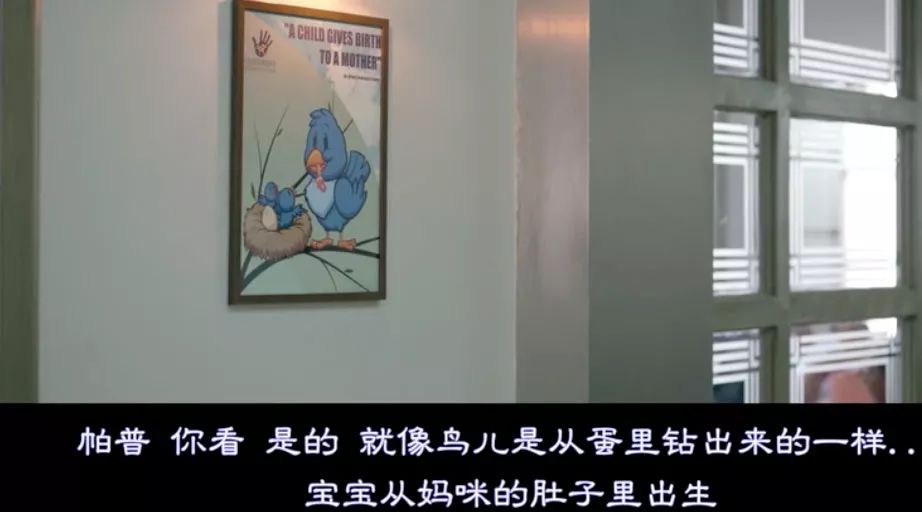 "A CHILD GIVES BIRTH
TO A MOTHER"
帕普 你看 是的 就像鸟儿是从蛋里钻出来的一样..
宝宝从妈咪的肚子里出生